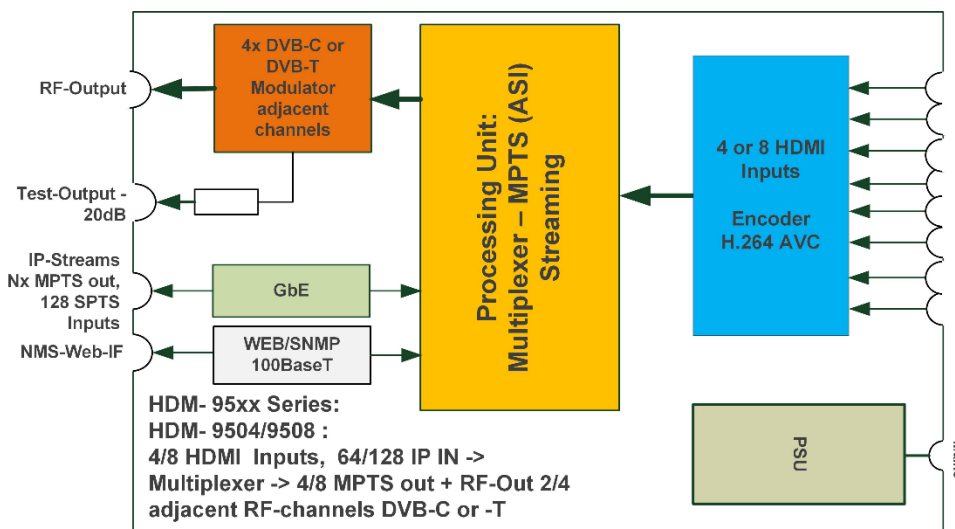 4x DVB-C or
DVB-T
Modulator
adjacent
channels
RF-Output
Test-Output -
20dB
IP-Streams
Nx MPTS out,
128 SPTS
Inputs
GbE
NMS-Web-IF
WEB/SNMP
100BaseT
Processing Unit:
Multiplexer – MPTS (ASI)
Streaming
4 or 8 HDMI
Inputs
Encoder
H.264 AVC
PSU
HDM- 95xx Series:
HDM- 9504/9508 :
4/8 HDMI  Inputs,  64/128 IP IN ->
Multiplexer -> 4/8 MPTS out + RF-Out 2/4
adjacent RF-channels DVB-C or -T